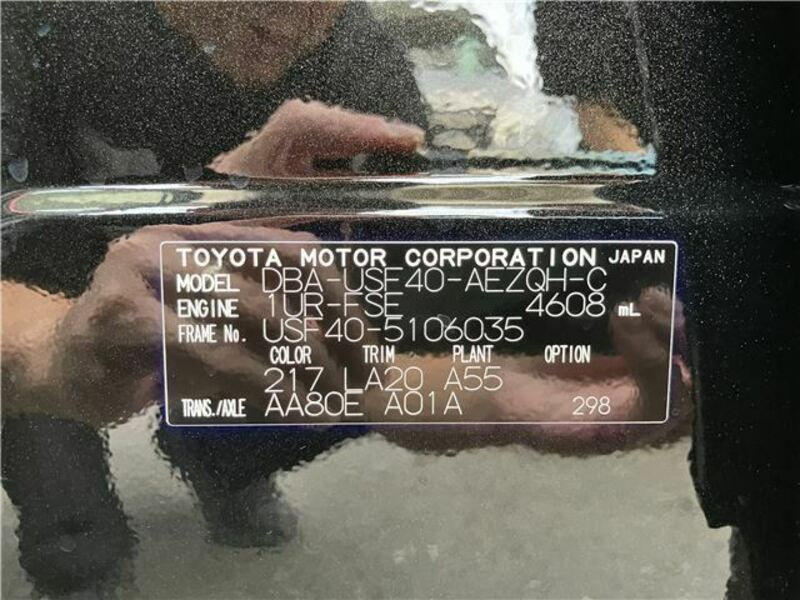 TOYOTA MOTOR CORPORATION JAPAN
MODEL DBA-USF40-AEZQH-C
ENGINE 1UR-FSE 4608 mL
FRAME No. USF40-5106035
COLOR TRIM PLANT OPTION
217 LA20 A55
TRANS./AXLE AA80E A01A 298